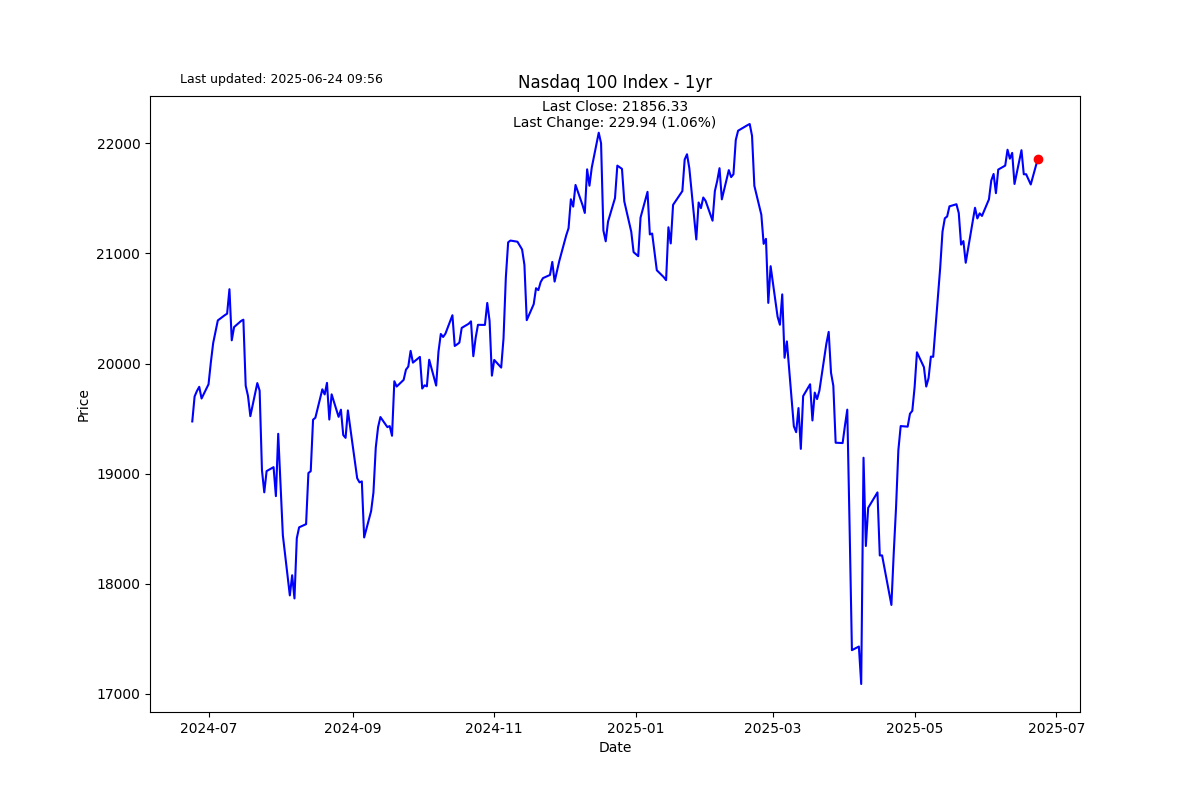 Last updated: 2025-06-24 09:56
Nasdaq 100 Index - 1yr
Last Close: 21856.33
Last Change: 229.94 (1.06%)
22000
21000
20000
19000
18000
17000
Price
2024-07 2024-09 2024-11 2025-01 2025-03 2025-05 2025-07
Date